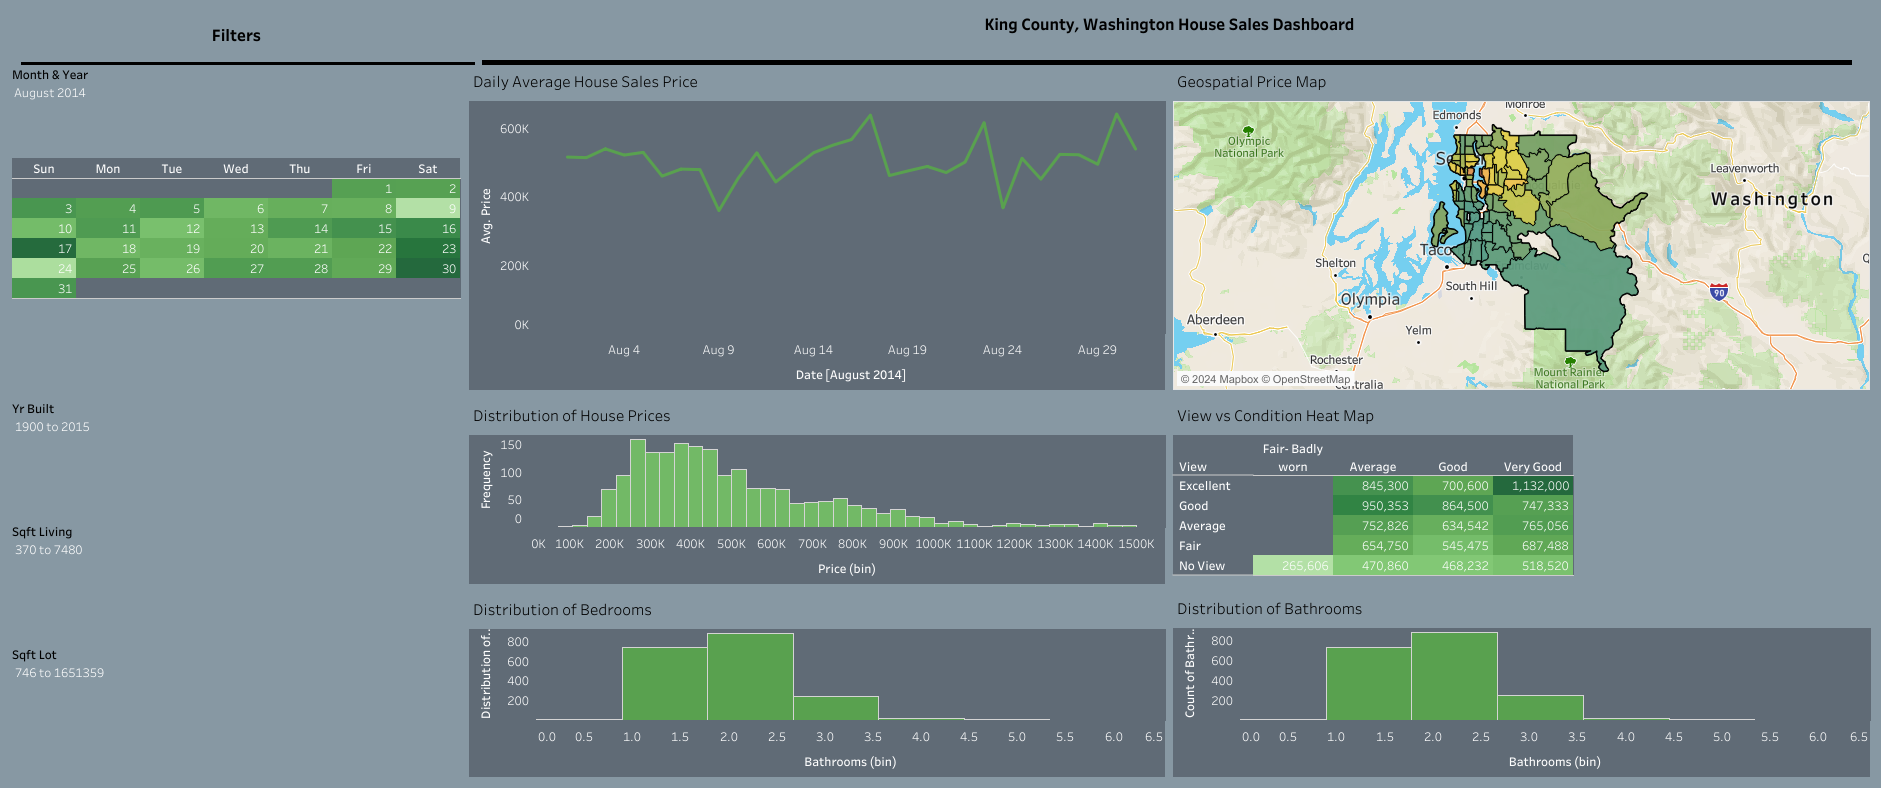 King County, Washington House Sales Dashboard
Filters
Month & Year
August 2014
Sun Mon Tue Wed Thu Fri Sat
1 2
3 4 5 6 7 8 9
10 11 12 13 14 15 16
17 18 19 20 21 22 23
24 25 26 27 28 29 30
31
Yr Built
1900 to 2015
Sqft Living
370 to 7480
Sqft Lot
746 to 1651359
Daily Average House Sales Price
Avg. Price
600K
400K
200K
0K
Aug 4 Aug 9 Aug 14 Aug 19 Aug 24 Aug 29
Date [August 2014]
Geospatial Price Map
Monroe
Edmonds
Olympic
National Park
Leavenworth
Washington
Taco
Shelton
South Hill
90
Olympia
Aberdeen
Yelm
Rochester
Mount Rainier
National Park
© 2024 Mapbox © OpenStreetMap
Centralia
Distribution of House Prices
Frequency
150
100
50
0
0K 100K 200K 300K 400K 500K 600K 700K 800K 900K 1000K 1100K 1200K 1300K 1400K 1500K
Price (bin)
View vs Condition Heat Map
Fair- Badly
View worn Average Good Very Good
Excellent 845,300 700,600 1,132,000
Good 950,353 864,500 747,333
Average 752,826 634,542 765,056
Fair 654,750 545,475 687,488
No View 265,606 470,860 468,232 518,520
Distribution of Bedrooms
Distribution of..
800
600
400
200
0.0 0.5 1.0 1.5 2.0 2.5 3.0 3.5 4.0 4.5 5.0 5.5 6.0 6.5
Bathrooms (bin)
Distribution of Bathrooms
Count of Bathr..
800
600
400
200
0.0 0.5 1.0 1.5 2.0 2.5 3.0 3.5 4.0 4.5 5.0 5.5 6.0 6.5
Bathrooms (bin)